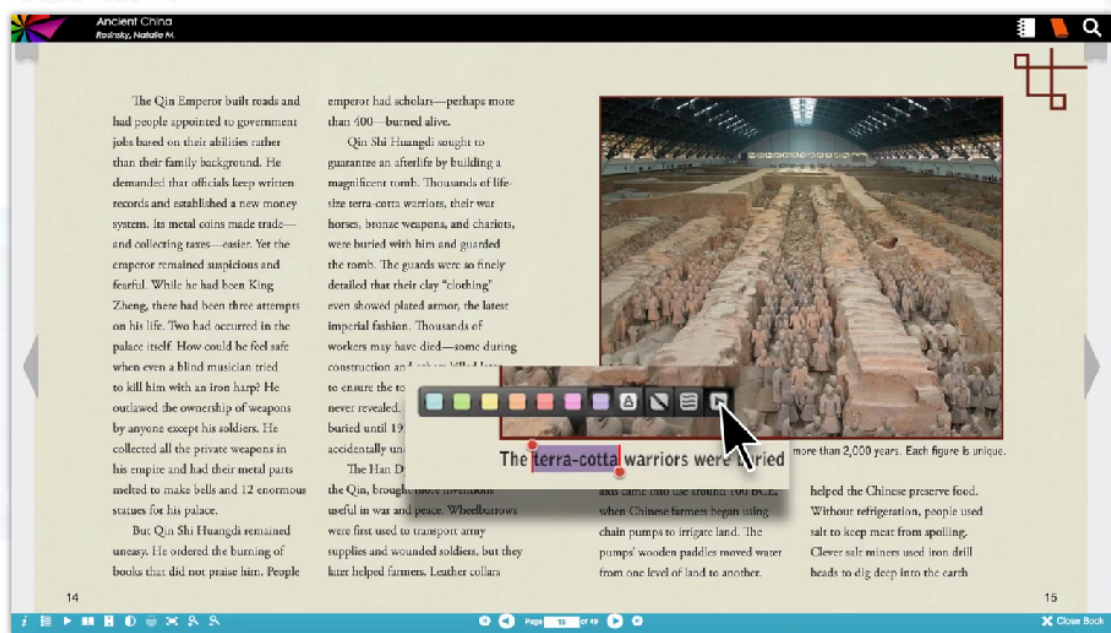 Ancient China
Rosinsky, Natalie M.
The Qin Emperor built roads and
had people appointed to government
jobs based on their abilities rather
than their family background. He
demanded that officials keep written
records and established a new money
system. Its metal coins made trade—
and collecting taxes—easier. Yet the
emperor remained suspicious and
fearful. While he had been King
Zheng, there had been three attempts
on his life. Two had occurred in the
palace itself. How could he feel safe
when even a blind musician tried
to kill him with an iron harp? He
outlawed the ownership of weapons
by anyone except his soldiers. He
collected all the private weapons in
his empire and had their metal parts
melted to make bells and 12 enormous
statues for his palace.
But Qin Shi Huangdi remained
uneasy. He ordered the burning of
books that did not praise him. People
emperor had scholars—perhaps more
than 400—burned alive.
Qin Shi Huangdi sought to
guarantee an afterlife by building a
magnificent tomb. Thousands of life-
size terra-cotta warriors, their war
horses, bronze weapons, and chariots,
were buried with him and guarded
the tomb. The guards were so finely
detailed that their clay “clothing”
even showed plated armor, the latest
imperial fashion. Thousands of
workers may have died—some during
construction and
to ensure the
never revealed.
buried until
accidentally
The Han
the Qin, brought more inventions
useful in war and peace. Wheelbarrows
were first used to transport army
supplies and wounded soldiers, but they
later helped farmers. Leather collars
A
The terra-cotta warriors were buried
more than 2,000 years. Each figure is unique.
aids came into use around 100 BCE,
when Chinese farmers began using
chain pumps to irrigate land. The
pumps' wooden paddles moved water
from one level of land to another.
helped the Chinese preserve food.
Without refrigeration, people used
salt to keep meat from spoiling.
Clever salt miners used iron drill
heads to dig deep into the earth
14
15
i
Page 15 of 49
X Close Book